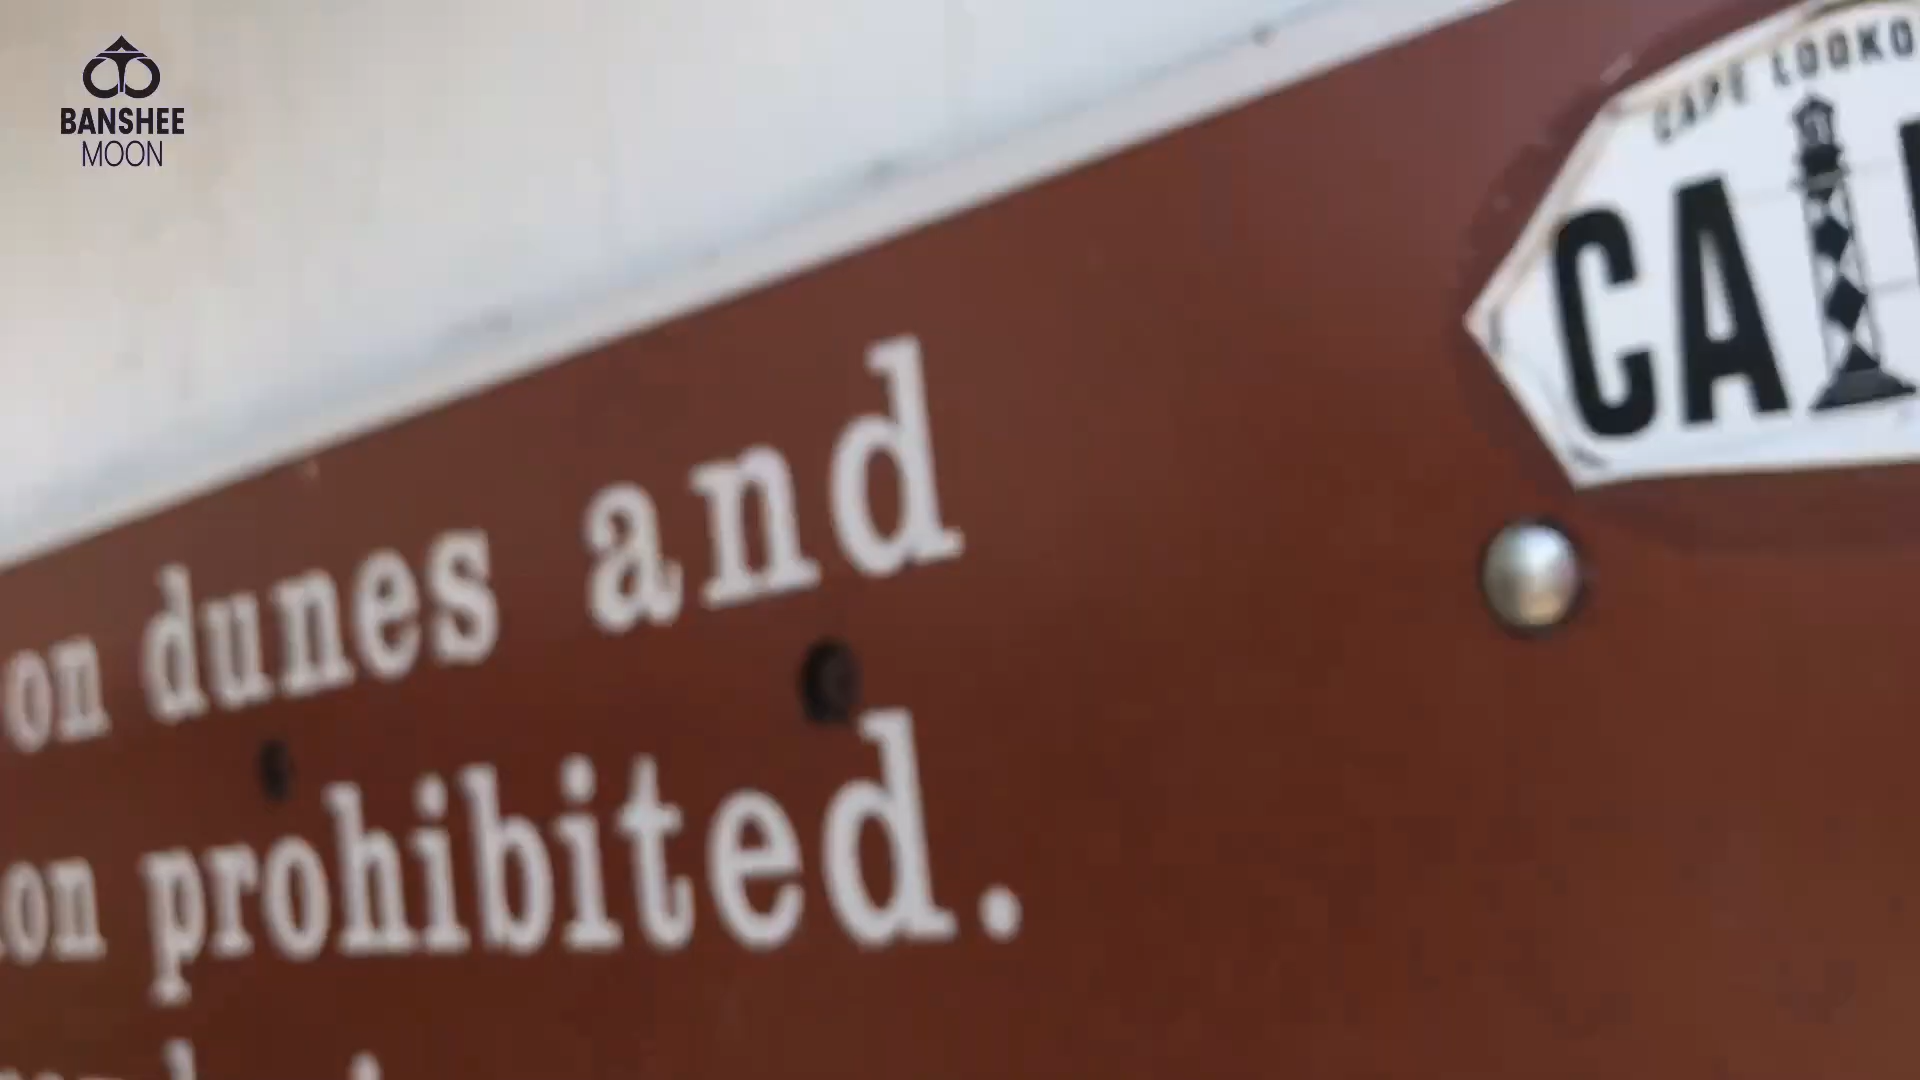 BANSHEE
MOON
CAPE LOOKO
CA
on dunes and
on prohibited.